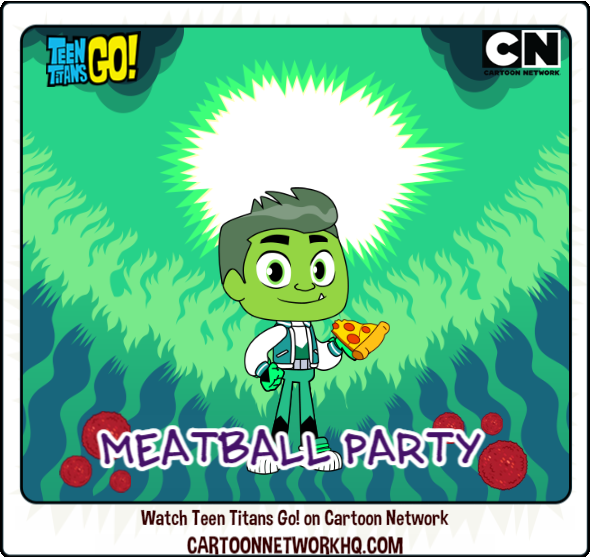 TEEN TITANS GO!
CN
CARTOON NETWORK
MEATBALL PARTY
Watch Teen Titans Go! on Cartoon Network
CARTOONNETWORKHQ.COM